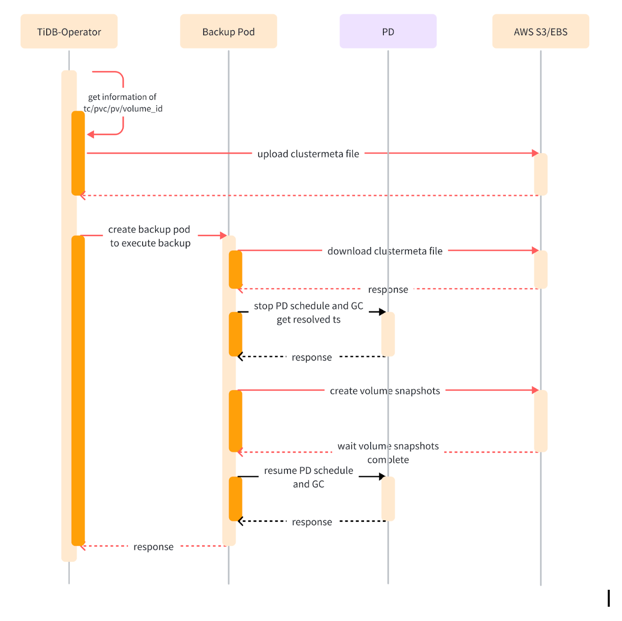 TiDB-Operator
Backup Pod
PD
AWS S3/EBS
get information of
tc/pvc/pv/volume_id
upload clustermeta file
create backup pod
to execute backup
download clustermeta file
response
stop PD schedule and GC
get resolved ts
response
create volume snapshots
wait volume snapshots
complete
resume PD schedule
and GC
response
response